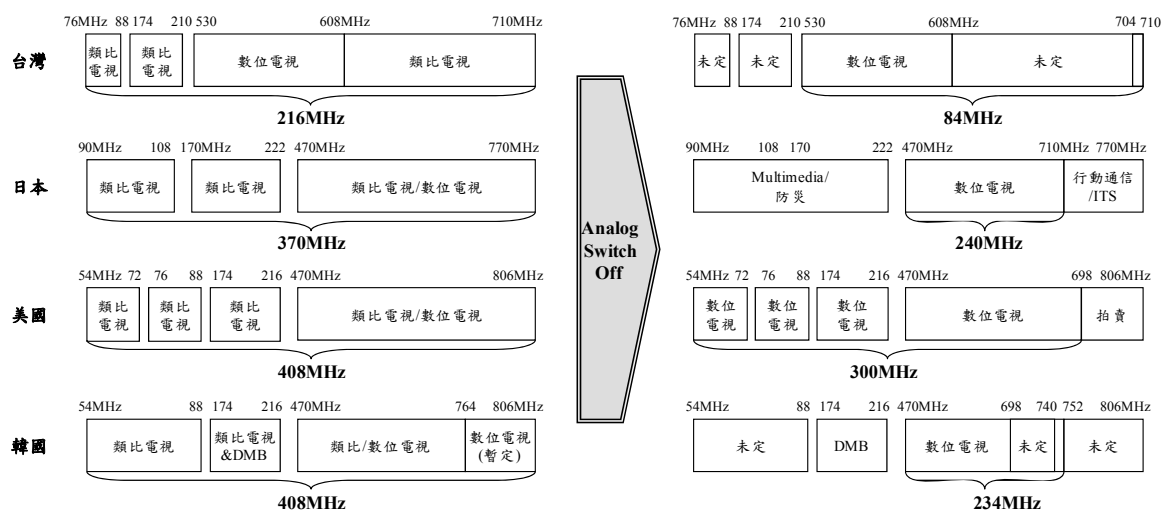 76MHz 88 174 210 530 608MHz 710MHz
台灣
類比
電視
類比
電視
數位電視
類比電視
216MHz
90MHz 108 170MHz 222 470MHz 770MHz
日本
類比電視
類比電視
類比電視/數位電視
370MHz
54MHz 72 76 88 174 216 470MHz 806MHz
美國
類比
電視
類比
電視
類比
電視
類比電視/數位電視
408MHz
54MHz 88 174 216 470MHz 764 806MHz
韓國
類比電視
類比電視
&DMB
類比/數位電視
數位電視
(暫定)
408MHz
Analog
Switch
Off
76MHz 88 174 210 530 608MHz 704 710
未定
未定
數位電視
未定
84MHz
90MHz 108 170 222 470MHz 710MHz 770MHz
Multimedia/
防災
數位電視
行動通信
/ITS
240MHz
54MHz 72 76 88 174 216 470MHz 698 806MHz
數位
電視
數位
電視
數位
電視
數位電視
拍賣
300MHz
54MHz 88 174 216 470MHz 698 740 752 806MHz
未定
DMB
數位電視
未定
未定
234MHz